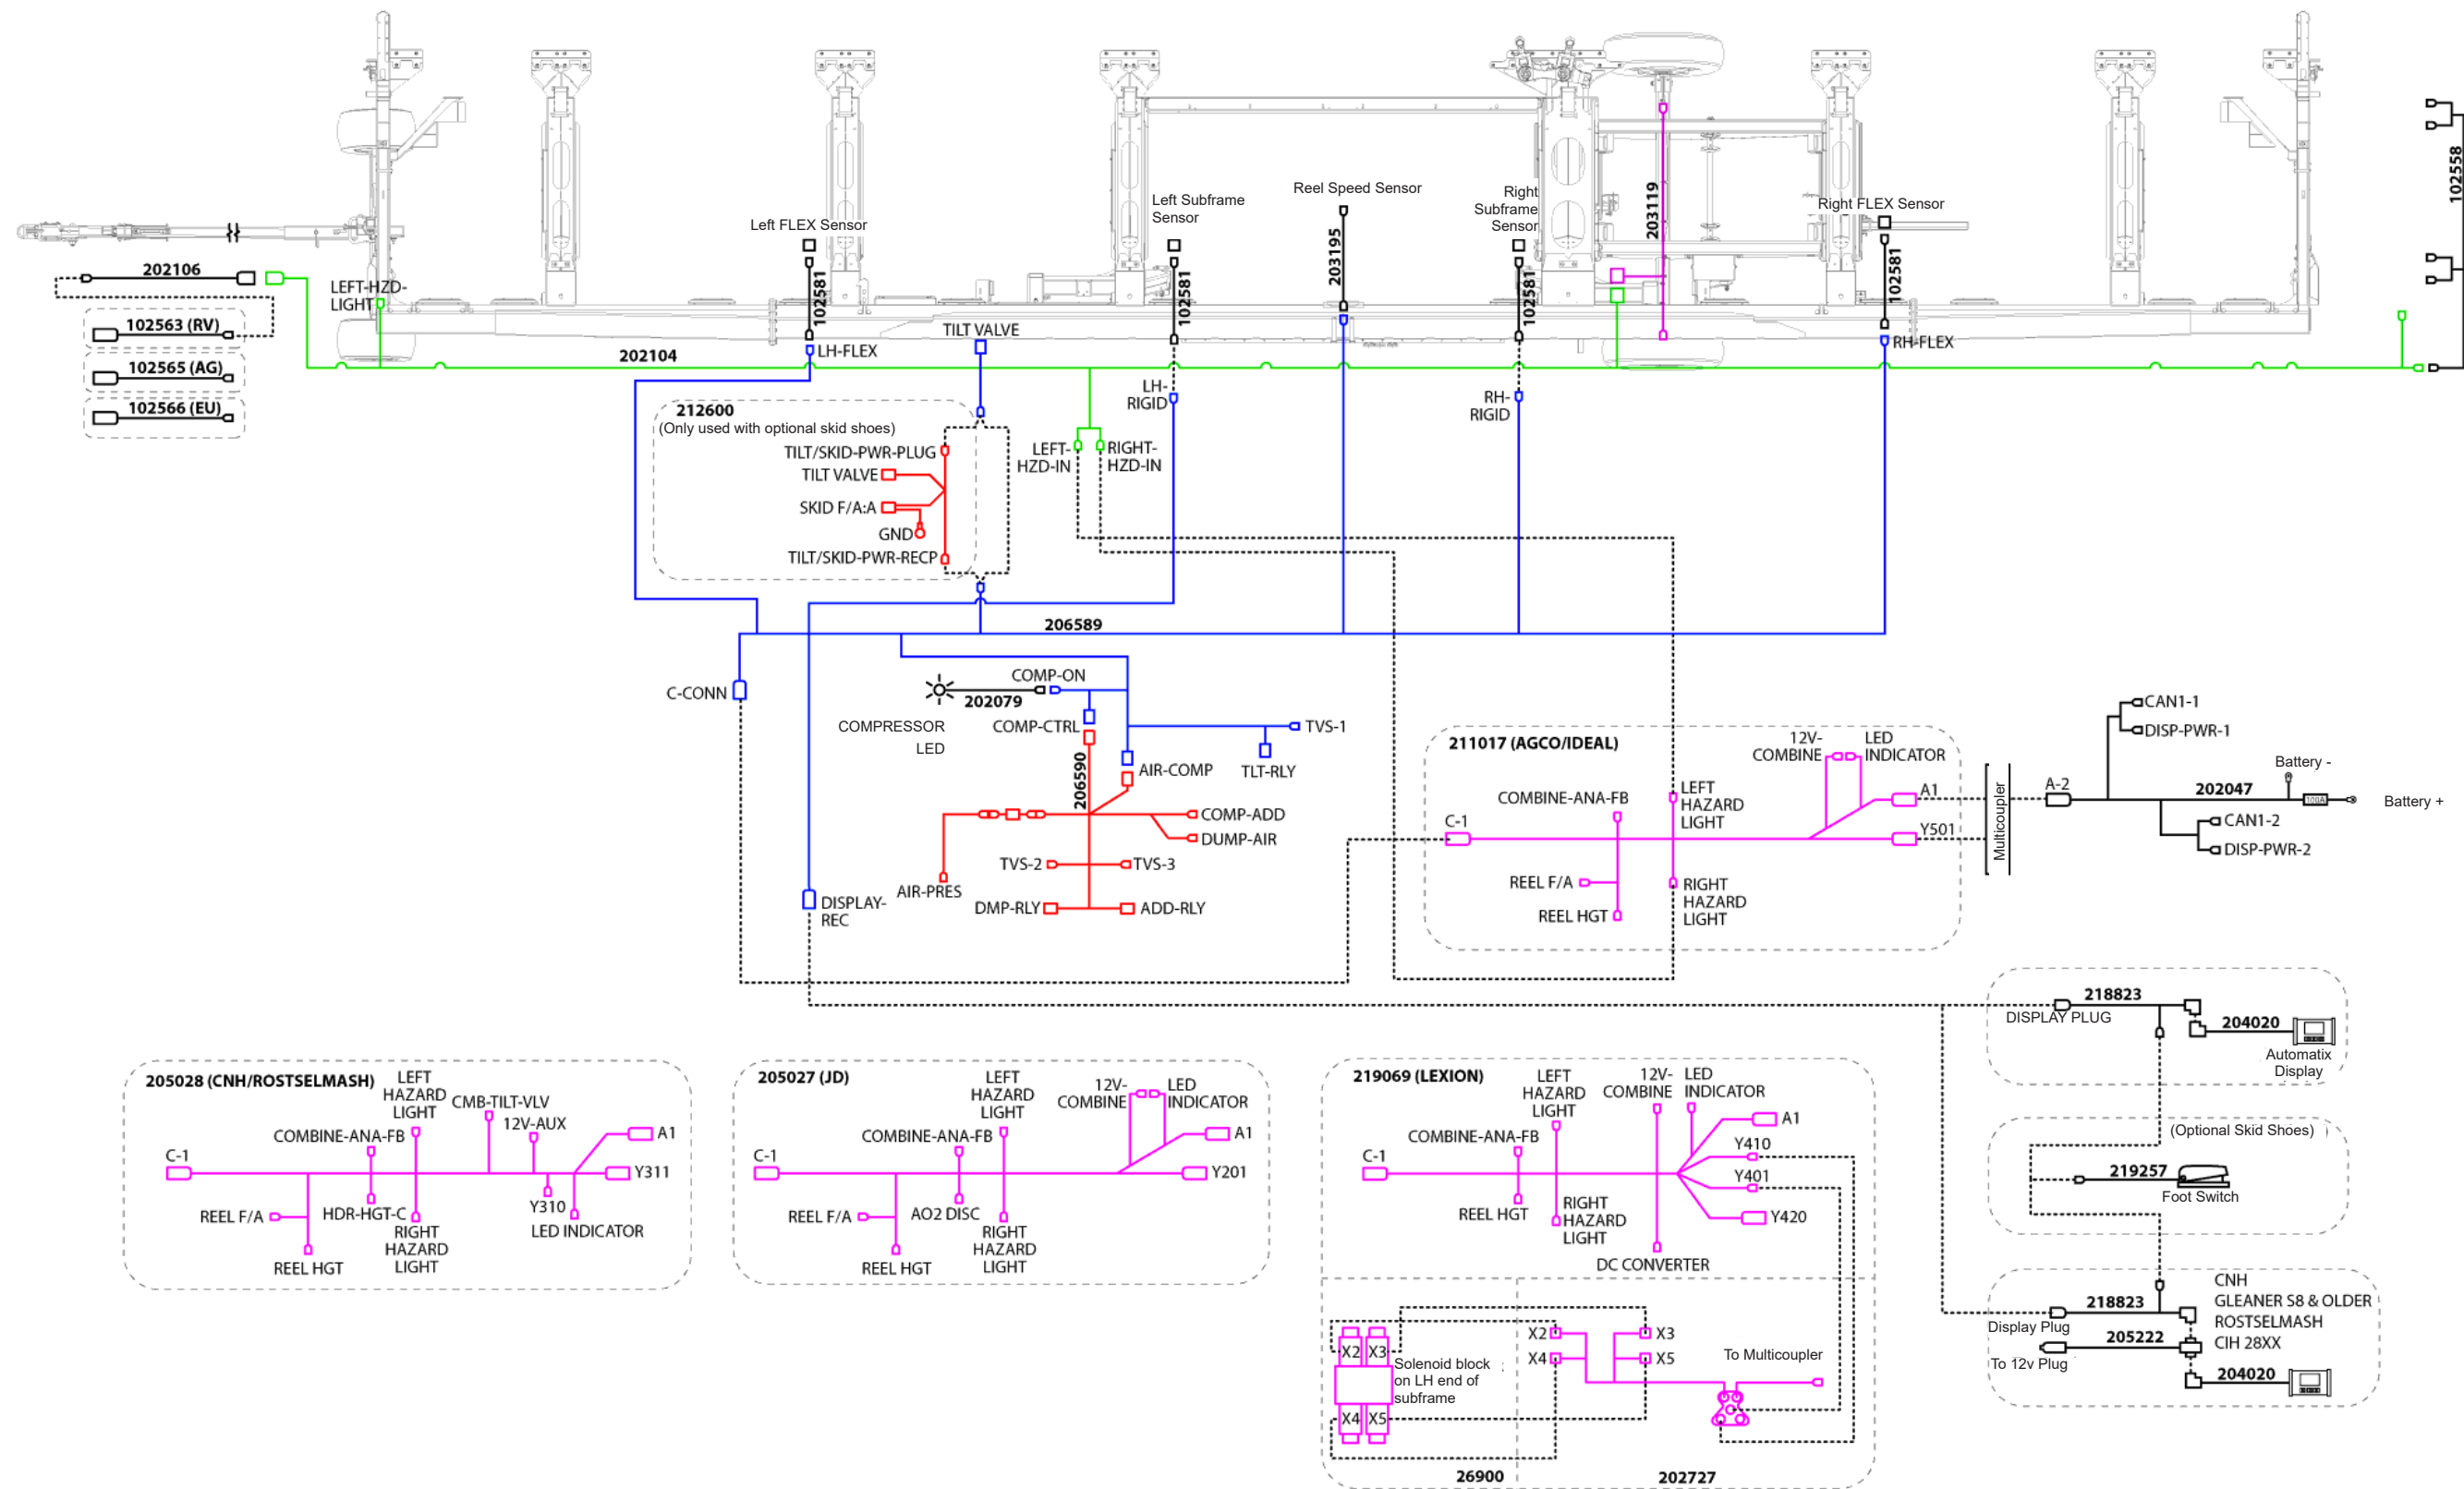 102558
203119
Reel Speed Sensor
Left Subframe
Sensor
Right
Subframe
Sensor
Right FLEX Sensor
Left FLEX Sensor
203195
102581
102581
102581
102581
202106
LEFT-HZD-
LIGHT
102563 (RV)
102565 (AG)
102566 (EU)
TILT VALVE
LH-FLEX
RH-FLEX
202104
LH-
RIGID
RH-
RIGID
212600
(Only used with optional skid shoes)
TILT/SKID-PWR-PLUG
TILT VALVE
SKID F/A:A
GND
TILT/SKID-PWR-RECP
LEFT-
HZD-IN
RIGHT-
HZD-IN
206589
C-CONN
COMP-ON
202079
COMPRESSOR
LED
COMP-CTRL
TVS-1
TLT-RLY
AIR-COMP
206590
COMP-ADD
DUMP-AIR
TVS-2
TVS-3
AIR-PRES
DMP-RLY
ADD-RLY
DISPLAY-
REC
211017 (AGCO/IDEAL)
12V-
COMBINE
LED
INDICATOR
COMBINE-ANA-FB
LEFT
HAZARD
LIGHT
A1
C-1
Y501
REEL F/A
RIGHT
HAZARD
LIGHT
REEL HGT
Multicoupler
A-2
CAN1-1
DISP-PWR-1
202047
Battery -
100A
Battery +
CAN1-2
DISP-PWR-2
218823
DISPLAY PLUG
204020
Automatix
Display
(Optional Skid Shoes)
219257
Foot Switch
CNH
GLEANER S8 & OLDER
ROSTSELMASH
CIH 28XX
218823
Display Plug
205222
To 12v Plug
204020
205028 (CNH/ROSTSELMASH)
LEFT
HAZARD
LIGHT
CMB-TILT-VLV
12V-AUX
COMBINE-ANA-FB
A1
C-1
Y311
Y310
REEL F/A
HDR-HGT-C
LED INDICATOR
RIGHT
HAZARD
LIGHT
REEL HGT
205027 (JD)
LEFT
HAZARD
LIGHT
12V-
COMBINE
LED
INDICATOR
COMBINE-ANA-FB
A1
C-1
Y201
REEL F/A
AO2 DISC
RIGHT
HAZARD
LIGHT
REEL HGT
219069 (LEXION)
LEFT
HAZARD
LIGHT
12V-
COMBINE
LED
INDICATOR
COMBINE-ANA-FB
A1
Y410
C-1
Y401
REEL HGT
RIGHT
HAZARD
LIGHT
Y420
DC CONVERTER
X2
X3
X2
X3
X4
X5
Solenoid block
on LH end of
subframe
To Multicoupler
X4
X5
26900
202727